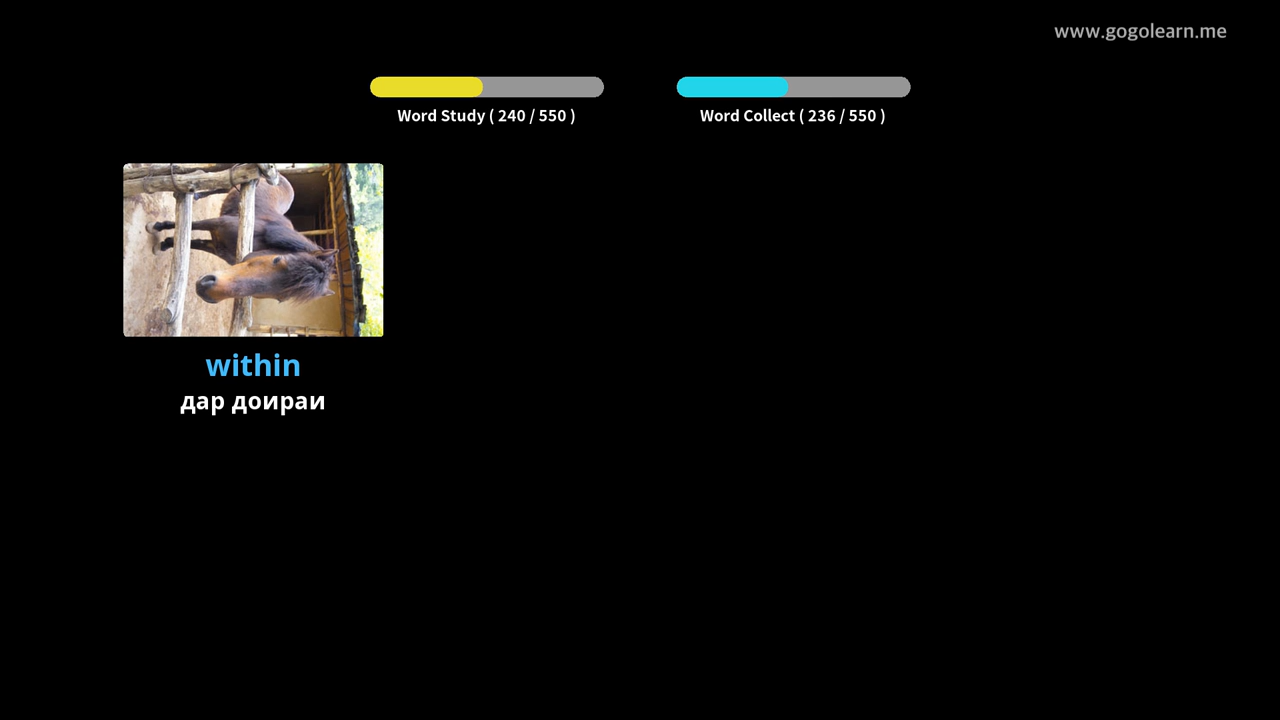 www.gogolearn.me
Word Study ( 240 / 550 )
Word Collect ( 236 / 550 )
within
дар доираи